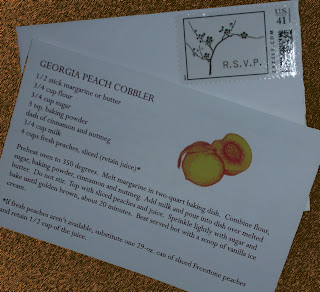 US
41
R.S.V.P.
GEORGIA PEACH COBBLER
1/2 stick margarine or butter
3/4 cup flour
3/4 cup sugar
3 tsp. baking powder
dash of cinnamon and nutmeg
3/4 cup milk
4 cups fresh peaches, sliced (retain juice)*
Preheat oven to 350 degrees. Melt margarine in two-quart baking dish. Combine flour,
sugar, baking powder, cinnamon and nutmeg. Add milk and pour into dish over melted
butter. Do not stir. Top with sliced peaches and juice. Sprinkle lightly with sugar and
bake until golden brown, about 20 minutes. Best served hot with a scoop of vanilla ice
cream.
*If fresh peaches aren't available, substitute one 29-oz. can of sliced Freestone peaches
and retain 1/2 cup of the juice.